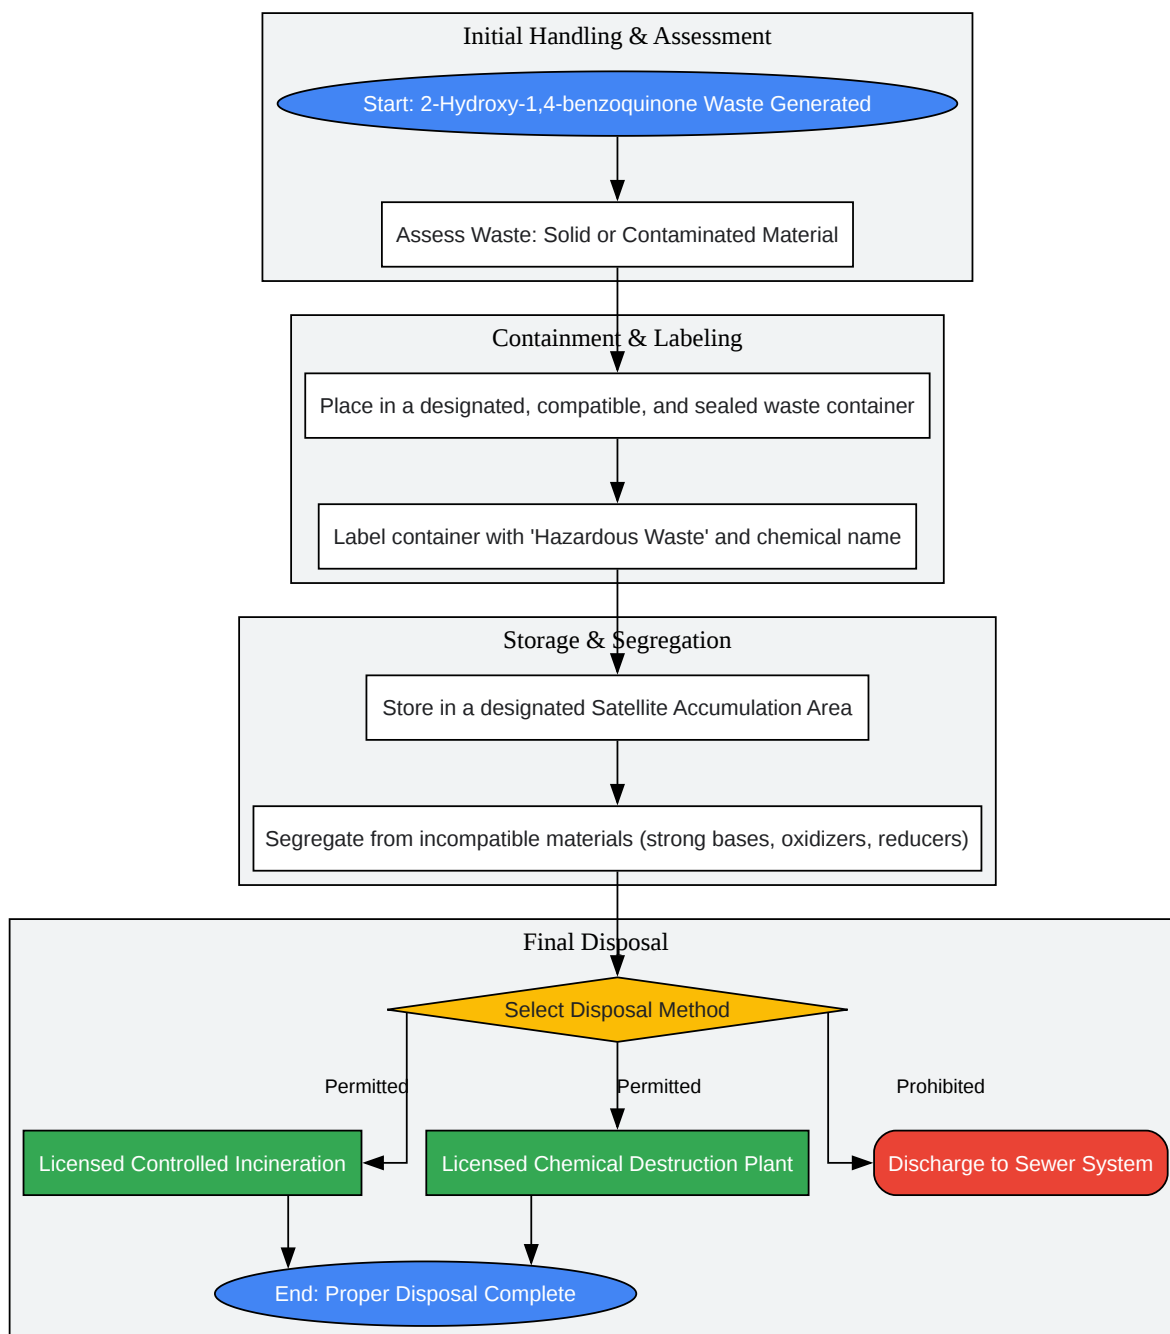 Initial Handling & Assessment
Start: 2-Hydroxy-1,4-benzoquinone Waste Generated
Assess Waste: Solid or Contaminated Material
Containment & Labeling
Place in a designated, compatible, and sealed waste container
Label container with 'Hazardous Waste' and chemical name
Storage & Segregation
Store in a designated Satellite Accumulation Area
Segregate from incompatible materials (strong bases, oxidizers, reducers)
Final Disposal
Select Disposal Method
Permitted
Permitted
Prohibited
Licensed Controlled Incineration
Licensed Chemical Destruction Plant
Discharge to Sewer System
End: Proper Disposal Complete